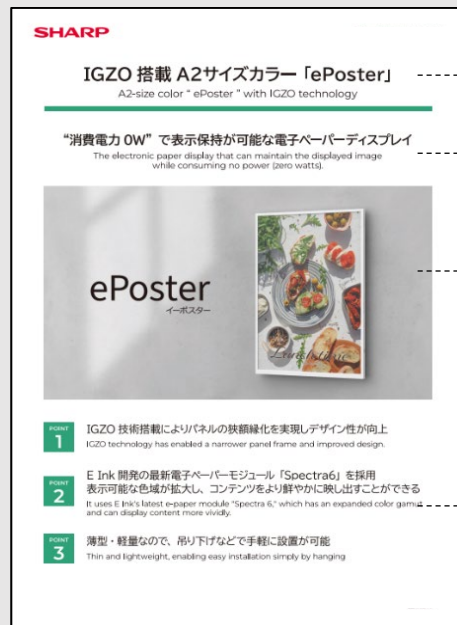 SHARP
IGZO 搭載 A2サイズカラー「ePoster」
A2-size color “ ePoster ” with IGZO technology
“消費電力 0W” で表示保持が可能な電子ペーパーディスプレイ
The electronic paper display that can maintain the displayed image
while consuming no power (zero watts).
ePoster
イーポスター
Lunchtime
POINT
1
IGZO 技術搭載によりパネルの狭額縁化を実現しデザイン性が向上
IGZO technology has enabled a narrower panel frame and improved design.
POINT
2
E Ink 開発の最新電子ペーパーモジュール「Spectra6」を採用
表示可能な色域が拡大し、コンテンツをより鮮やかに映し出すことができる
It uses E Ink's latest e-paper module "Spectra 6," which has an expanded color gamut
and can display content more vividly.
POINT
3
薄型・軽量なので、吊り下げなどで手軽に設置が可能
Thin and lightweight, enabling easy installation simply by hanging